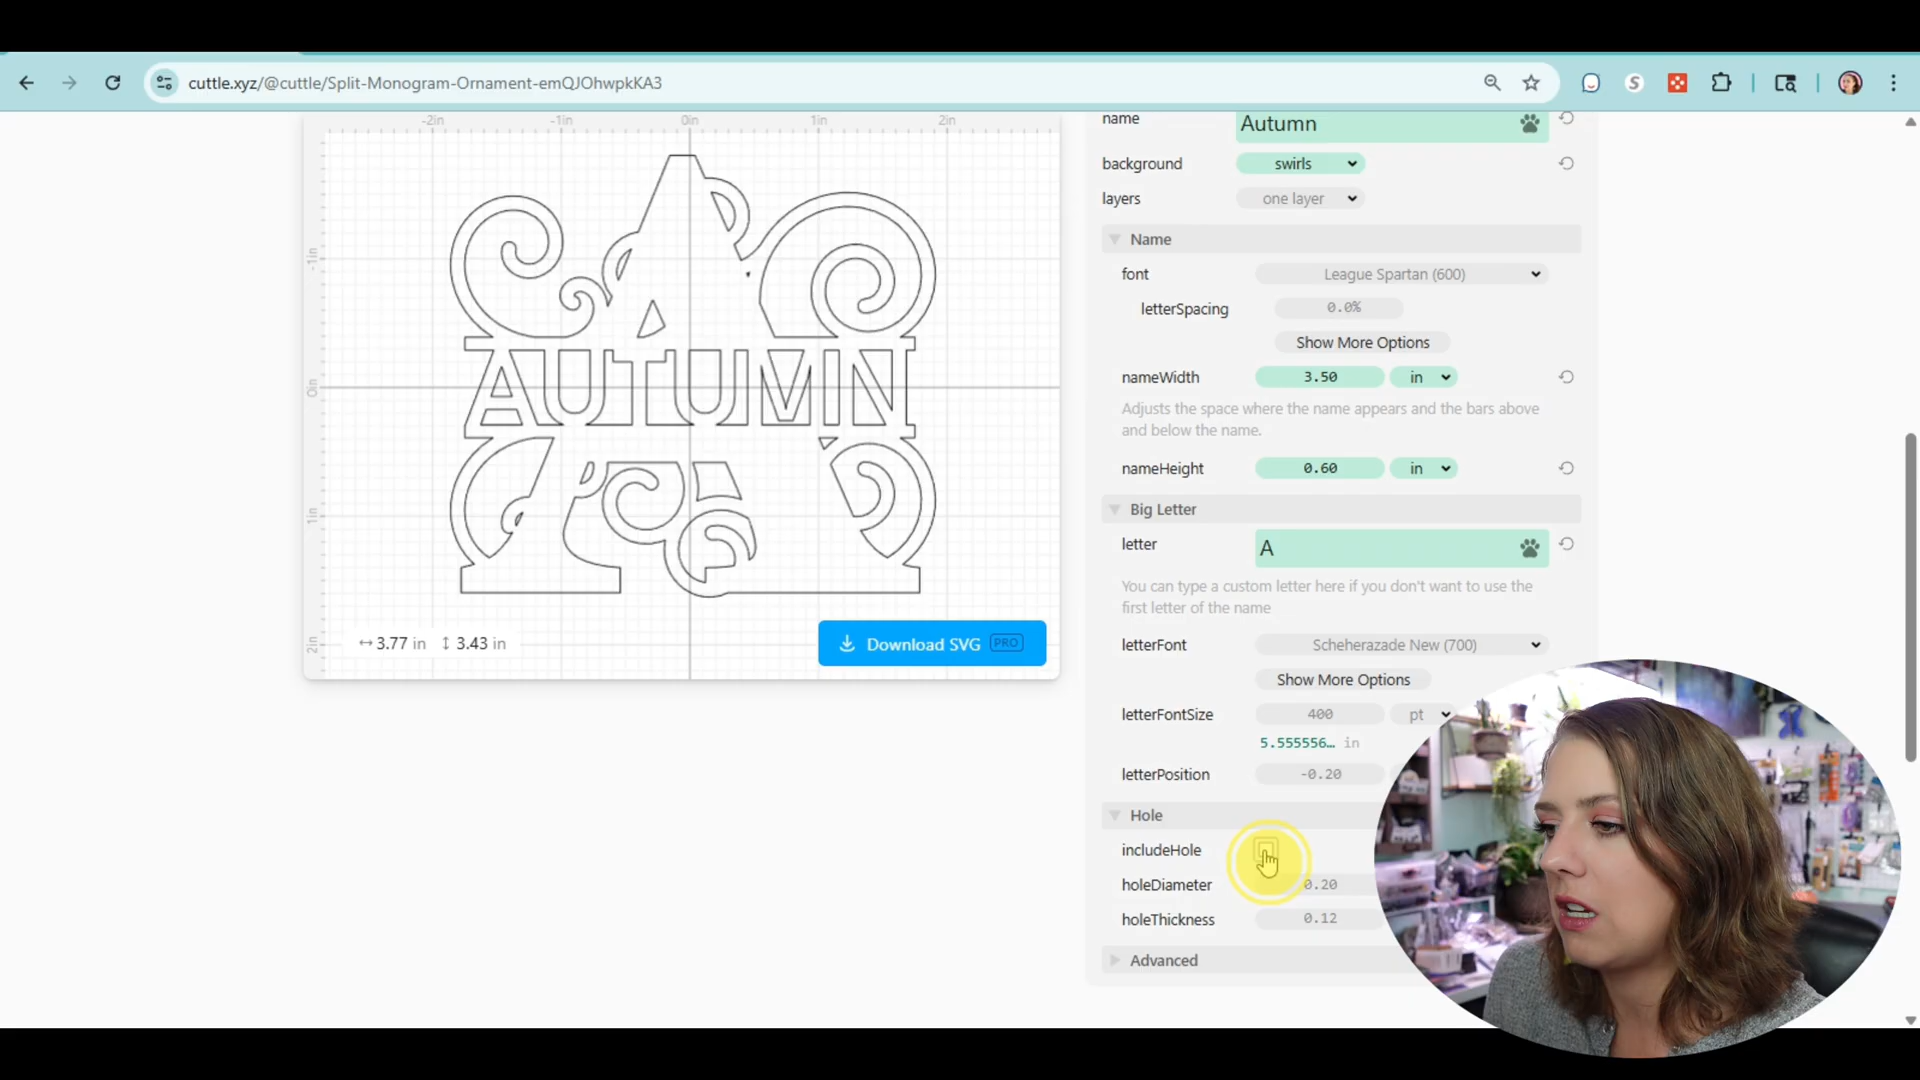 cuttle.xyz/@cuttle/Split-Monogram-Ornament-emQJOhwpkKA3
-2in -1in 0in 1in 2in
-1in
0in
1in
2in
AUTUMN
3.77 in 3.43 in
Download SVG PRO
name Autumn
background swirls
layers one layer
Name
font League Spartan (600)
letterSpacing 0.0%
Show More Options
nameWidth 3.50 in
Adjusts the space where the name appears and the bars above
and below the name.
nameHeight 0.60 in
Big Letter
letter A
You can type a custom letter here if you don't want to use the
first letter of the name
letterFont Scheherazade New (700)
Show More Options
letterFontSize 400 pt
5.555556… in
letterPosition -0.20
Hole
includeHole
holeDiameter 0.20
holeThickness 0.12
Advanced